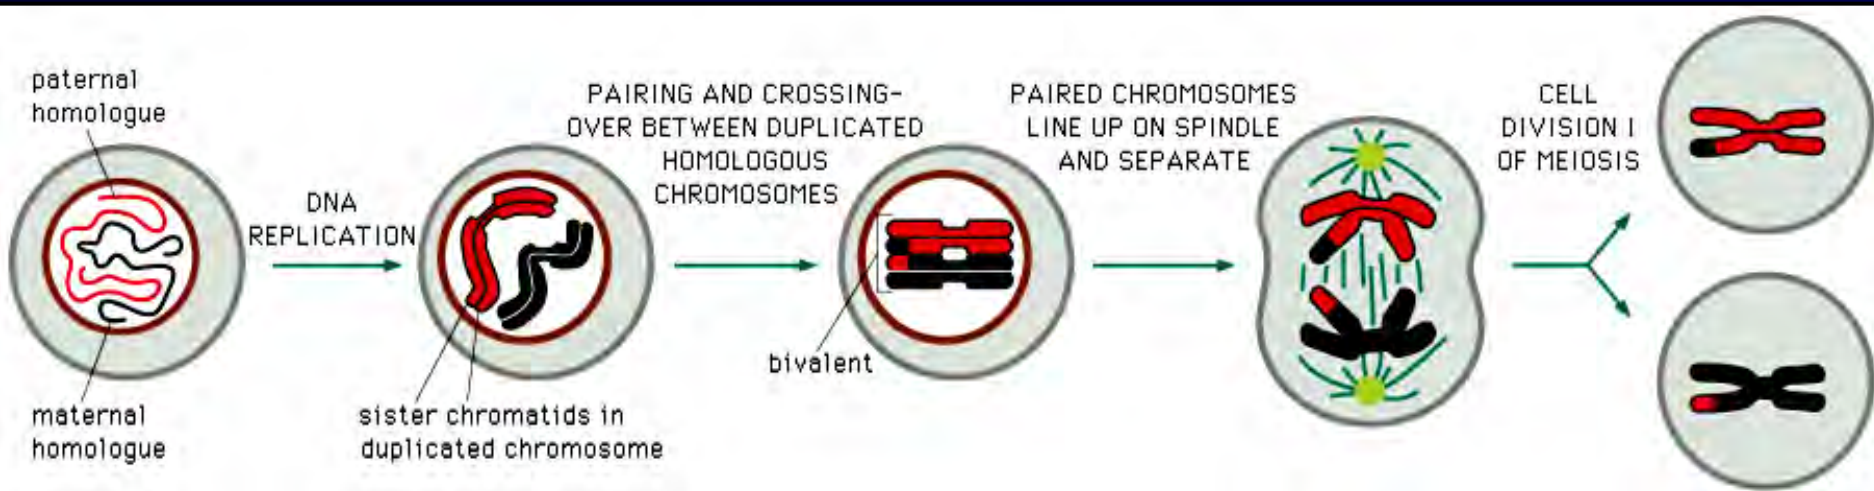 paternal
homologue
maternal
homologue
DNA
REPLICATION
sister chromatids in
duplicated chromosome
PAIRING AND CROSSING-
OVER BETWEEN DUPLICATED
HOMOLOGOUS
CHROMOSOMES
bivalent
PAIRED CHROMOSOMES
LINE UP ON SPINDLE
AND SEPARATE
CELL
DIVISION I
OF MEIOSIS